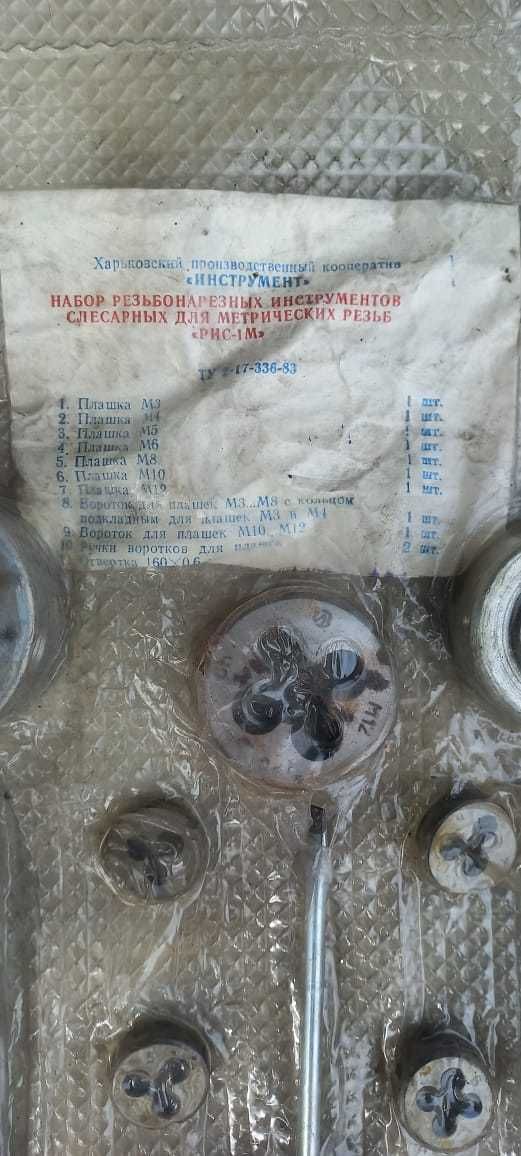 Харьковский производственный кооператив
«ИНСТРУМЕНТ»
НАБОР РЕЗЬБОНАРЕЗНЫХ ИНСТРУМЕНТОВ
СЛЕСАРНЫХ ДЛЯ МЕТРИЧЕСКИХ РЕЗЬБ
«РИС-1М»
ТУ 2-17-336-83
1. Плашка М3 1 шт.
2. Плашка М4 1 шт.
3. Плашка М5 1 шт.
4. Плашка М6 1 шт.
5. Плашка М8 1 шт.
6. Плашка М10 1 шт.
7. Плашка М12 1 шт.
8. Вороток для плашек М3...М8 с кольцом
подкладным для плашек М3 и М4 1 шт.
9. Вороток для плашек М10, М12 1 шт.
10. Ручки воротков для 2 шт.
отвертка 160×0,6
М12